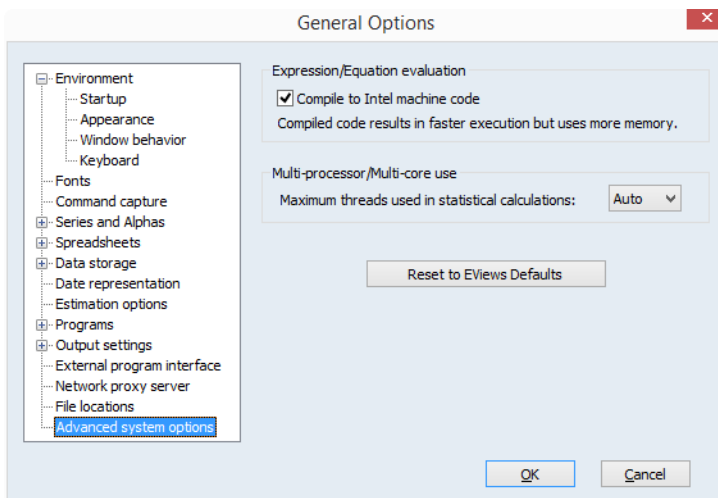 General Options
Environment
Startup
Appearance
Window behavior
Keyboard
Fonts
Command capture
Series and Alphas
Spreadsheets
Data storage
Date representation
Estimation options
Programs
Output settings
External program interface
Network proxy server
File locations
Advanced system options
Expression/Equation evaluation
Compile to Intel machine code
Compiled code results in faster execution but uses more memory.
Multi-processor/Multi-core use
Maximum threads used in statistical calculations: Auto
Reset to EViews Defaults
OK Cancel